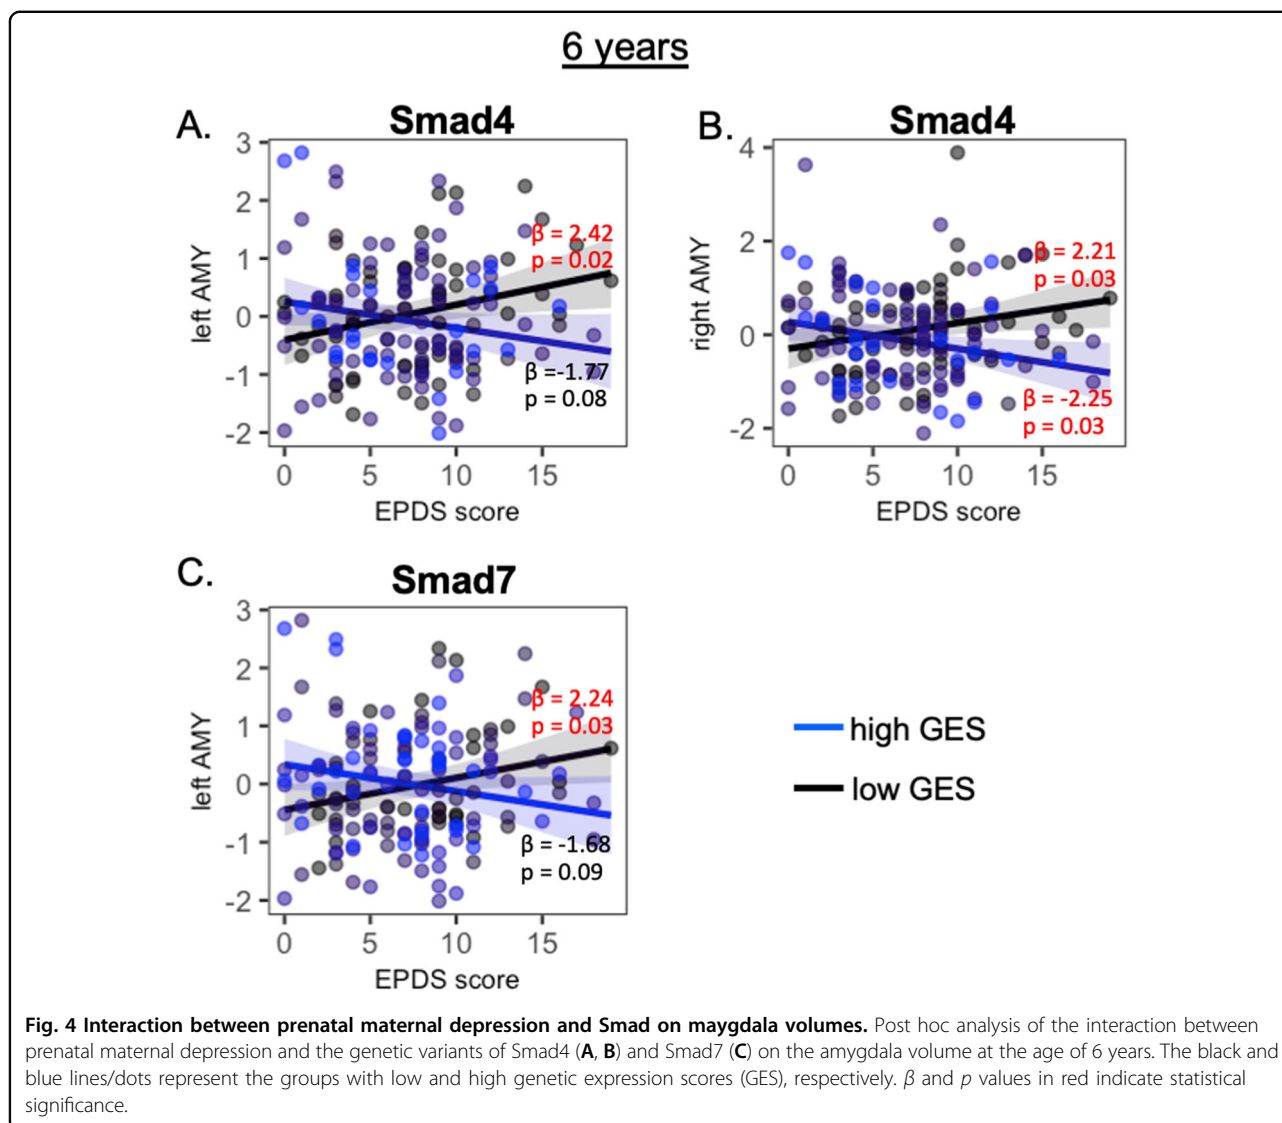 6 years
A.
Smad4
3
2
1
0
-1
-2
left AMY
β = 2.42
p = 0.02
β =-1.77
p = 0.08
0 5 10 15
EPDS score
B.
Smad4
4
2
0
-2
right AMY
β = 2.21
p = 0.03
β = -2.25
p = 0.03
0 5 10 15
EPDS score
C.
Smad7
3
2
1
0
-1
-2
left AMY
β = 2.24
p = 0.03
β = -1.68
p = 0.09
0 5 10 15
EPDS score
high GES
low GES
Fig. 4 Interaction between prenatal maternal depression and Smad on maygdala volumes. Post hoc analysis of the interaction between
prenatal maternal depression and the genetic variants of Smad4 (A, B) and Smad7 (C) on the amygdala volume at the age of 6 years. The black and
blue lines/dots represent the groups with low and high genetic expression scores (GES), respectively. β and p values in red indicate statistical
significance.